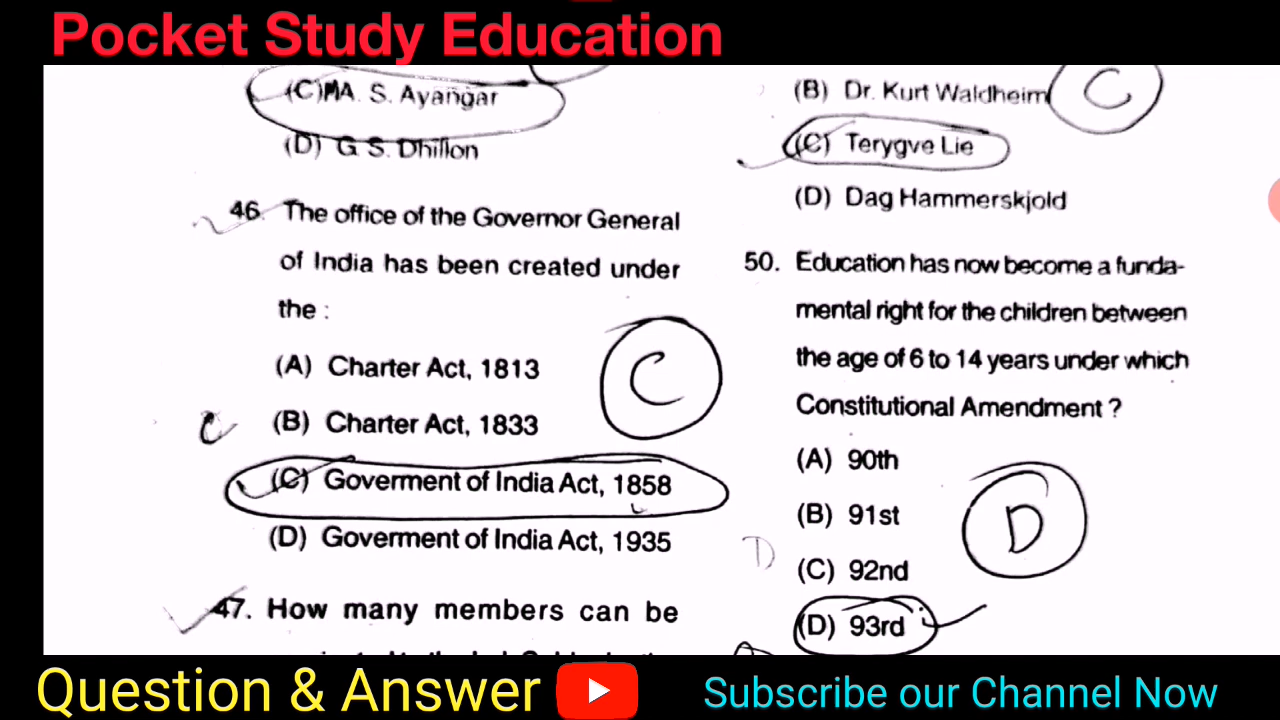 Pocket Study Education
(C) MA. S. Ayangar
(D) G. S. Dhillon
46. The office of the Governor General
of India has been created under
the :
(A) Charter Act, 1813
(B) Charter Act, 1833
(C) Goverment of India Act, 1858
(D) Goverment of India Act, 1935
C
C
47. How many members can be
(B) Dr. Kurt Waldheim
(C) Terygve Lie
(D) Dag Hammerskjold
C
50. Education has now become a funda-
mental right for the children between
the age of 6 to 14 years under which
Constitutional Amendment ?
(A) 90th
(B) 91st
(C) 92nd
(D) 93rd
D
D
Question & Answer
Subscribe our Channel Now